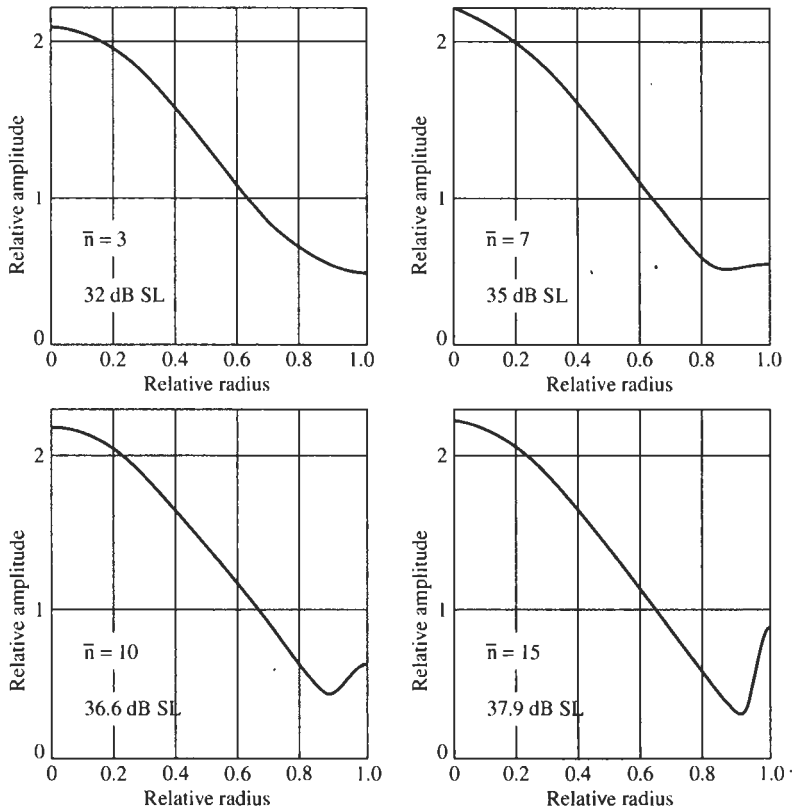 2
1
0
Relative amplitude
n̄ = 3
32 dB SL
0 0.2 0.4 0.6 0.8 1.0
Relative radius
2
1
0
Relative amplitude
n̄ = 7
35 dB SL
0 0.2 0.4 0.6 0.8 1.0
Relative radius
2
1
0
Relative amplitude
n̄ = 10
36.6 dB SL
0 0.2 0.4 0.6 0.8 1.0
Relative radius
2
1
0
Relative amplitude
n̄ = 15
37.9 dB SL
0 0.2 0.4 0.6 0.8 1.0
Relative radius